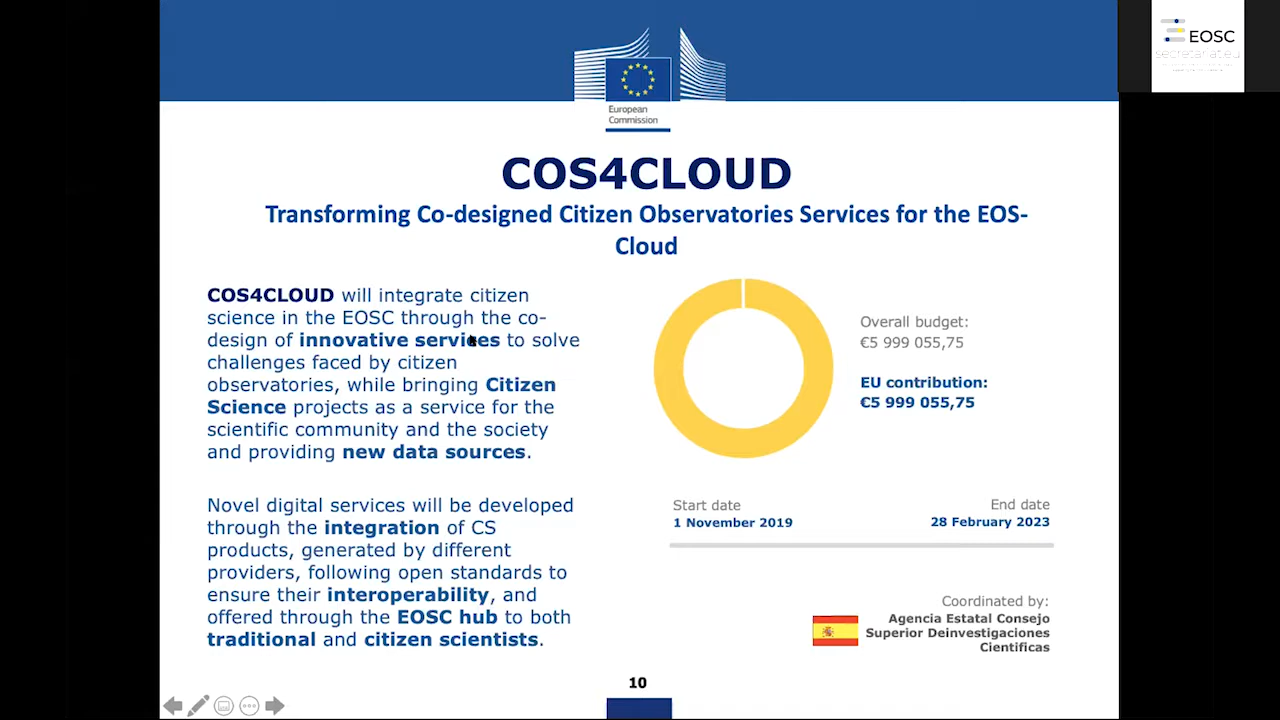 EOSC
European
Commission
COS4CLOUD
Transforming Co-designed Citizen Observatories Services for the EOS-
Cloud
COS4CLOUD will integrate citizen
science in the EOSC through the co-
design of innovative services to solve
challenges faced by citizen
observatories, while bringing Citizen
Science projects as a service for the
scientific community and the society
and providing new data sources.
Novel digital services will be developed
through the integration of CS
products, generated by different
providers, following open standards to
ensure their interoperability, and
offered through the EOSC hub to both
traditional and citizen scientists.
Overall budget:
€5 999 055,75
EU contribution:
€5 999 055,75
Start date
1 November 2019
End date
28 February 2023
Coordinated by:
Agencia Estatal Consejo
Superior Deinvestigaciones
Cientificas
10